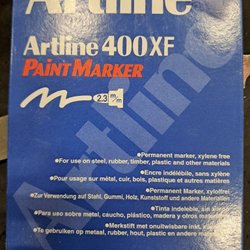 Artline
Artline 400XF
PAINT MARKER
2.3 m/m
●Permanent marker, xylene free
●For use on steel, rubber, timber, plastic and other materials
●Encre indélébile, sans xylène
●Pour usage sur métal, cuir, bois, plastique et autres matières
●Permanent Marker, xylolfrei
●Zur Verwendung auf Stahl, Gummi, Holz, Kunststoff und andere Materialien
●Tinta indeleble, sin
●Para uso sobre metal, caucho, plástico, madera y otros
●Merkstift met onuitwisbare inkt,
●Te gebruiken op metaal, rubber, hout, plastic en andere